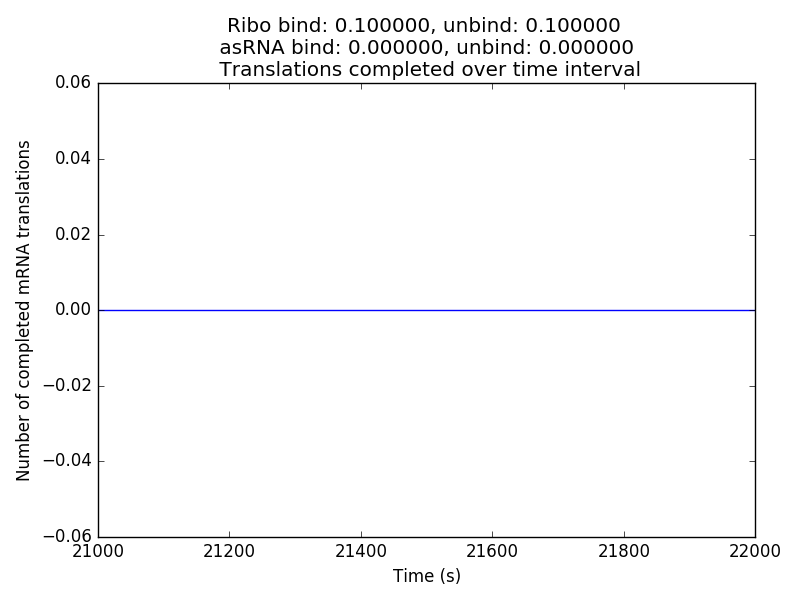 Ribo bind: 0.100000, unbind: 0.100000
asRNA bind: 0.000000, unbind: 0.000000
Translations completed over time interval
Number of completed mRNA translations
0.06
0.04
0.02
0.00
−0.02
−0.04
−0.06
21000 21200 21400 21600 21800 22000
Time (s)